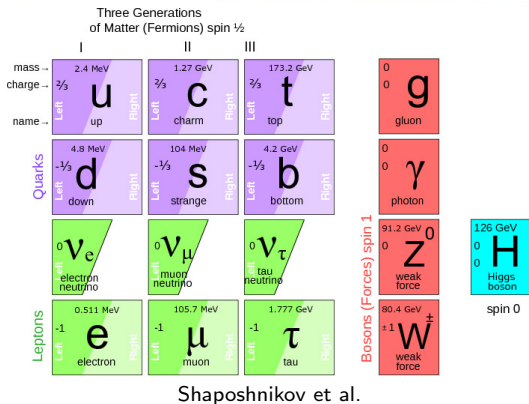 Three Generations
of Matter (Fermions) spin ½
I II III
mass→ 2.4 MeV 1.27 GeV 173.2 GeV 0
charge→ ⅔ ⅔ ⅔ 0
Left u Right Left c Right Left t Right g
name→ up charm top gluon
Quarks
4.8 MeV 104 MeV 4.2 GeV 0
-⅓ -⅓ -⅓ 0
Left d Right Left s Right Left b Right γ
down strange bottom photon
Bosons (Forces) spin 1
91.2 GeV 126 GeV
0 νe 0 νμ 0 ντ 0 Z⁰ 0 H
0
Left Left Left
electron neutrino muon neutrino tau neutrino weak force Higgs boson
spin 0
Leptons
0.511 MeV 105.7 MeV 1.777 GeV 80.4 GeV
-1 -1 -1 ±1
Left e Right Left μ Right Left τ Right W±
electron muon tau weak force
Shaposhnikov et al.